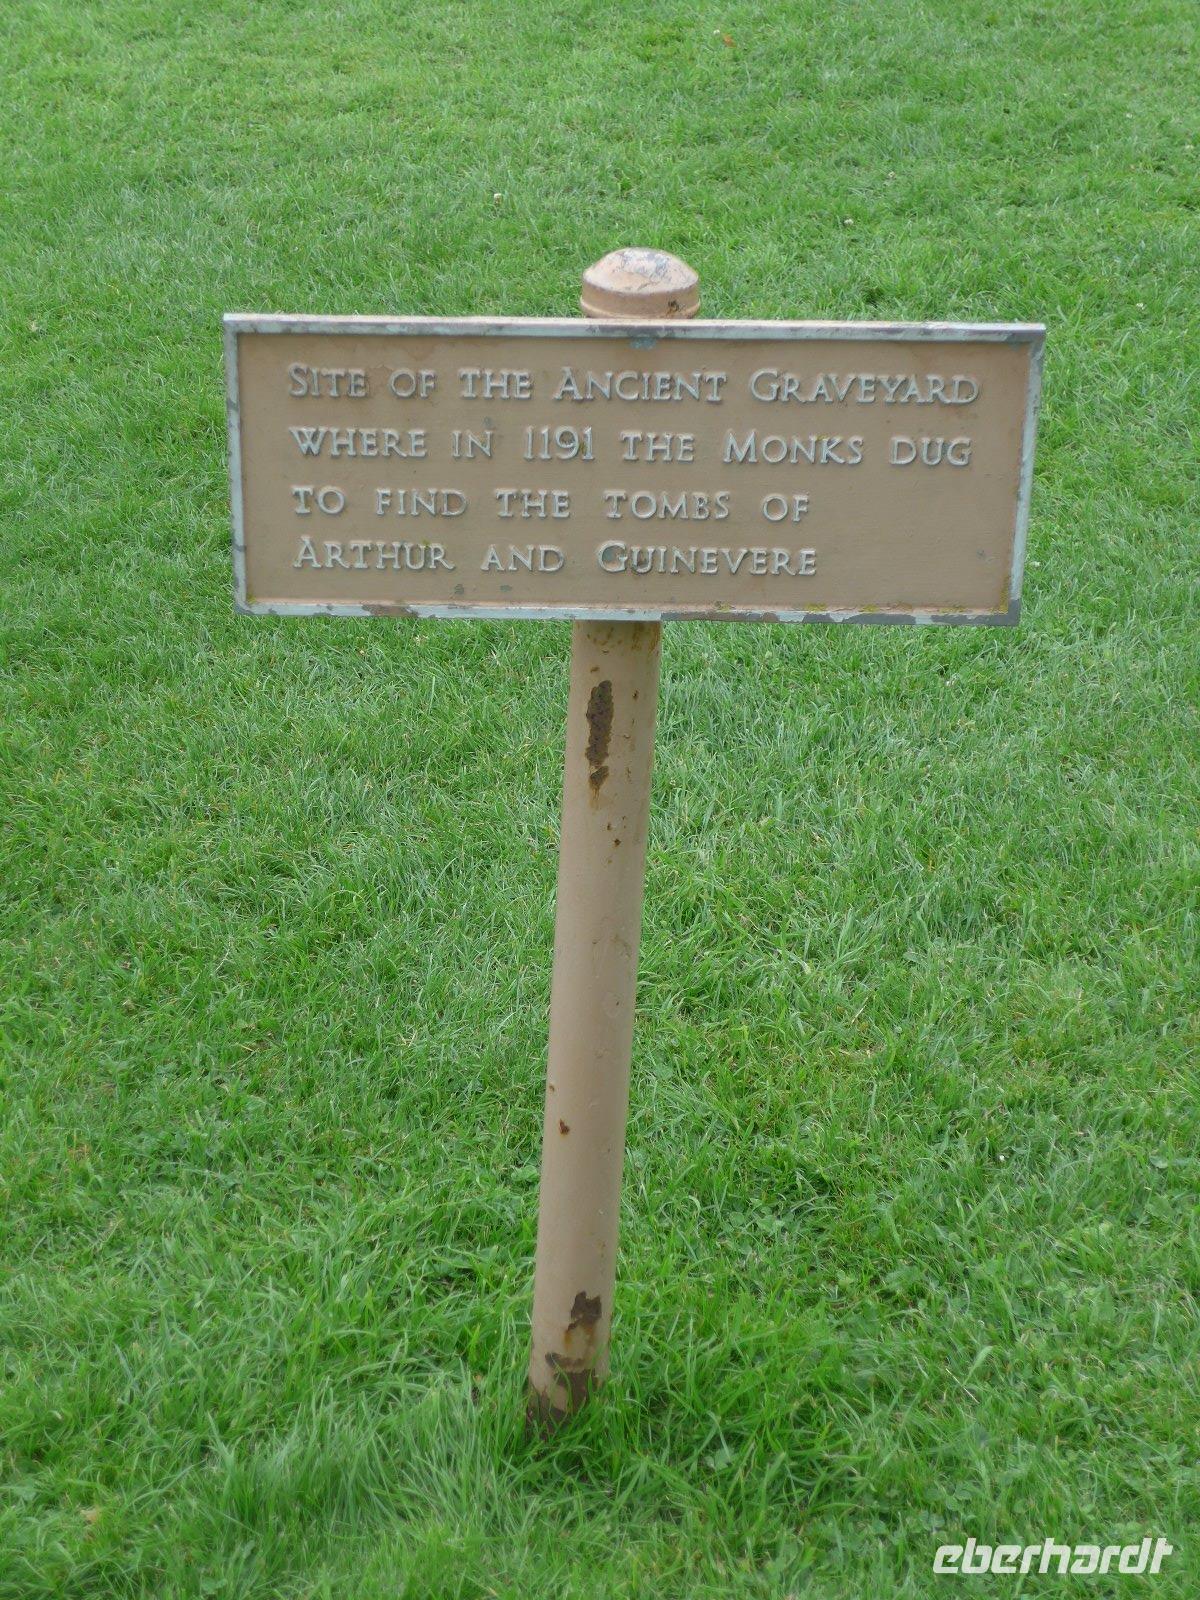 Site of the Ancient Graveyard
where in 1191 the Monks dug
to find the tombs of
Arthur and Guinevere
eberhardt